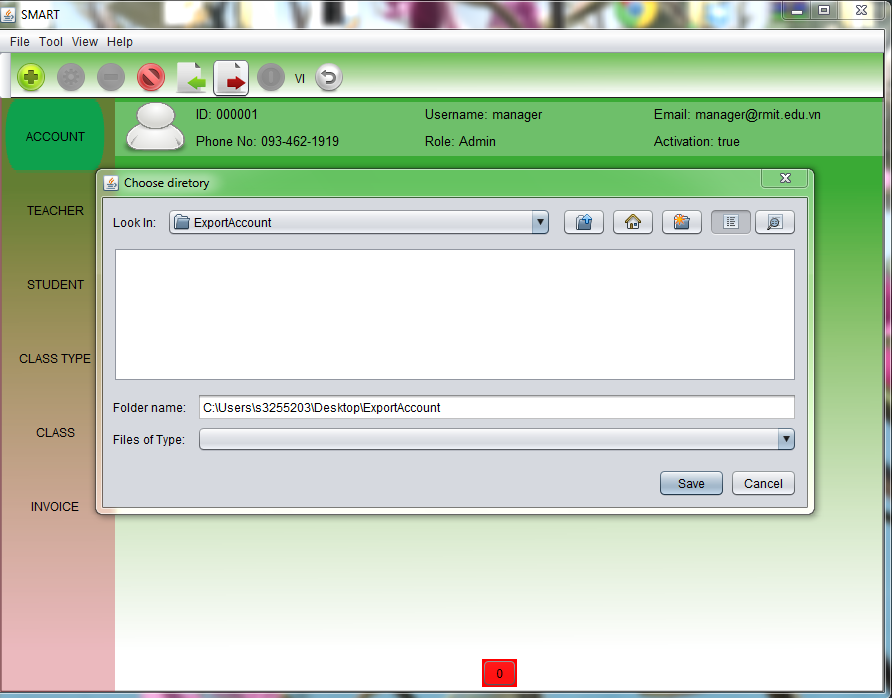 SMART
File Tool View Help
VI
ACCOUNT
TEACHER
STUDENT
CLASS TYPE
CLASS
INVOICE
ID: 000001 Username: manager Email: manager@rmit.edu.vn
Phone No: 093-462-1919 Role: Admin Activation: true
Choose diretory
Look In: ExportAccount
Folder name: C:\Users\s3255203\Desktop\ExportAccount
Files of Type:
Save Cancel
0